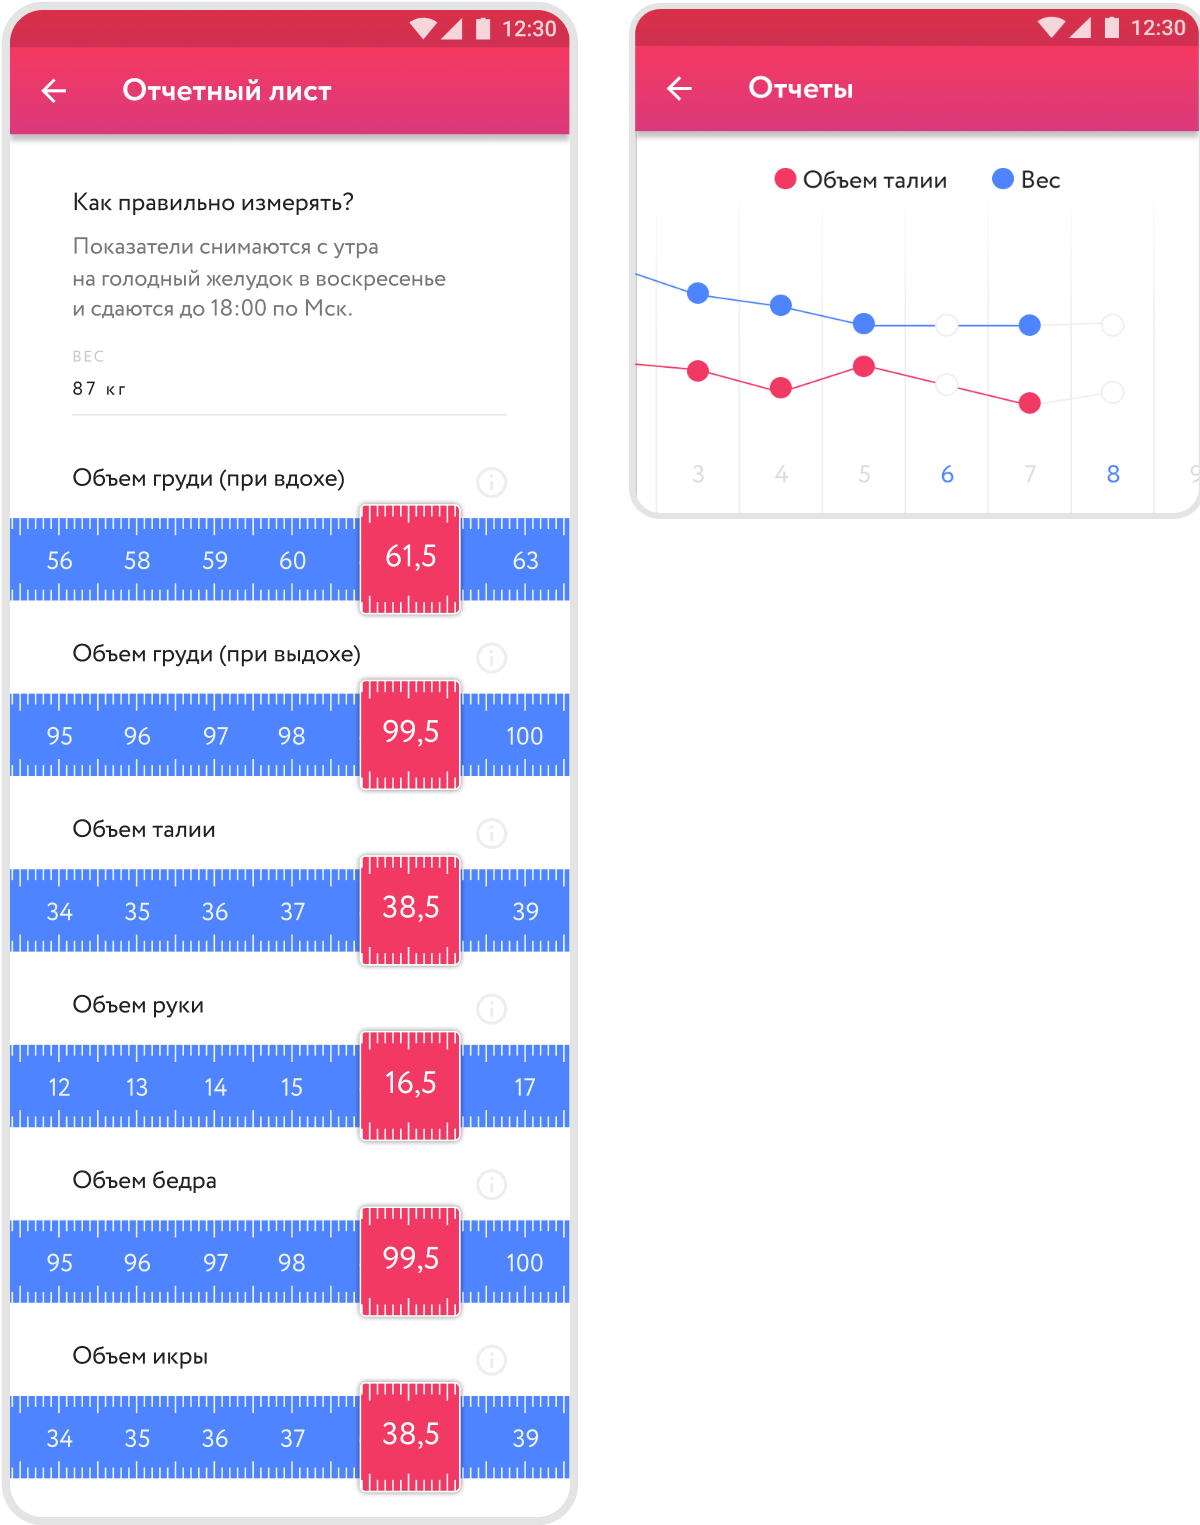 12:30
Отчетный лист
Как правильно измерять?
Показатели снимаются с утра
на голодный желудок в воскресенье
и сдаются до 18:00 по Мск.
ВЕС
87 кг
Объем груди (при вдохе)
56 58 59 60 61,5 63
Объем груди (при выдохе)
95 96 97 98 99,5 100
Объем талии
34 35 36 37 38,5 39
Объем руки
12 13 14 15 16,5 17
Объем бедра
95 96 97 98 99,5 100
Объем икры
34 35 36 37 38,5 39
12:30
Отчеты
Объем талии Вес
3 4 5 6 7 8 9